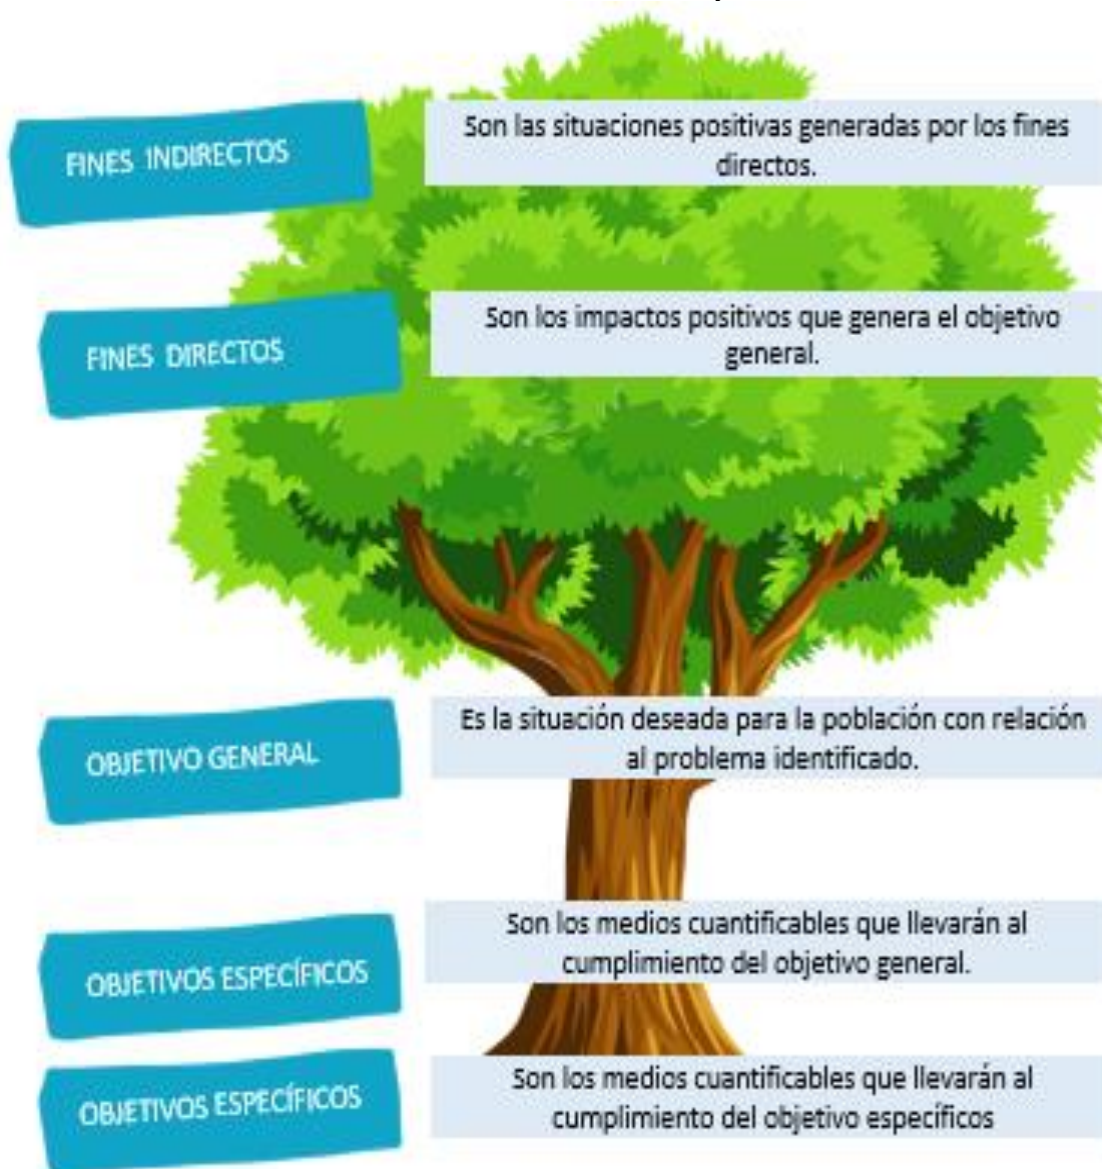 FINES INDIRECTOS
Son las situaciones positivas generadas por los fines
directos.
FINES DIRECTOS
Son los impactos positivos que genera el objetivo
general.
OBJETIVO GENERAL
Es la situación deseada para la población con relación
al problema identificado.
OBJETIVOS ESPECÍFICOS
Son los medios cuantificables que llevarán al
cumplimiento del objetivo general.
OBJETIVOS ESPECÍFICOS
Son los medios cuantificables que llevarán al
cumplimiento del objetivo específicos